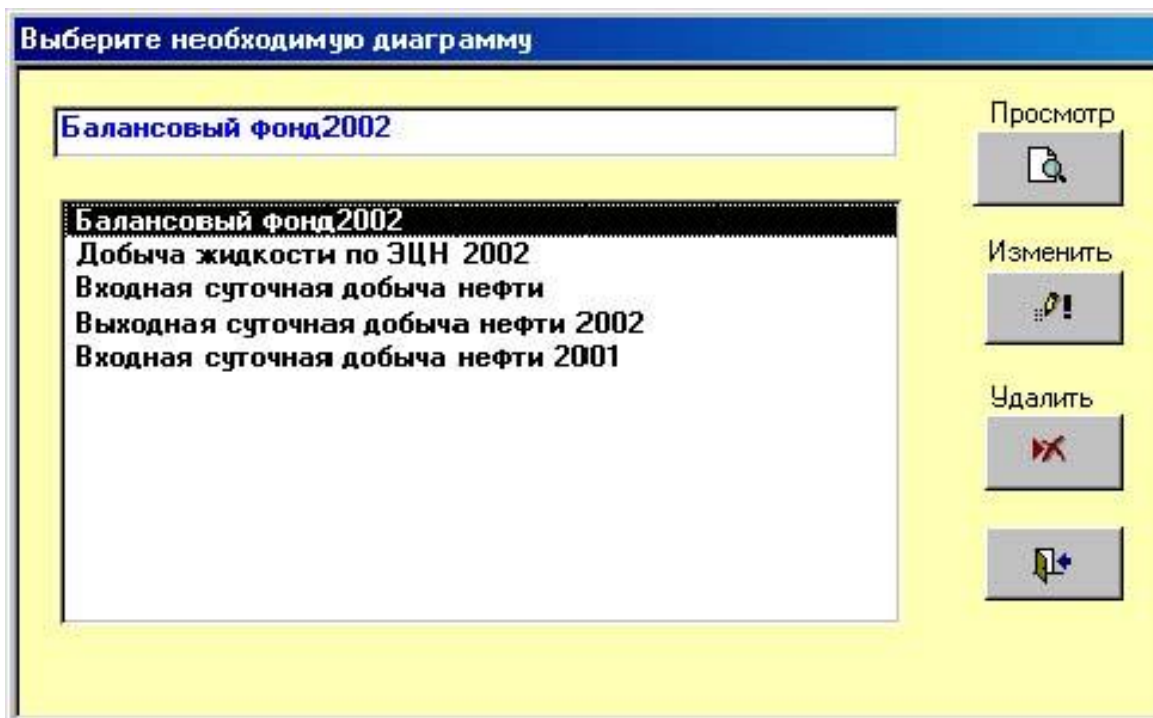 Выберите необходимую диаграмму
Балансовый фонд2002
Балансовый фонд2002
Добыча жидкости по ЭЦН 2002
Входная суточная добыча нефти
Выходная суточная добыча нефти 2002
Входная суточная добыча нефти 2001
Просмотр
Изменить
Удалить